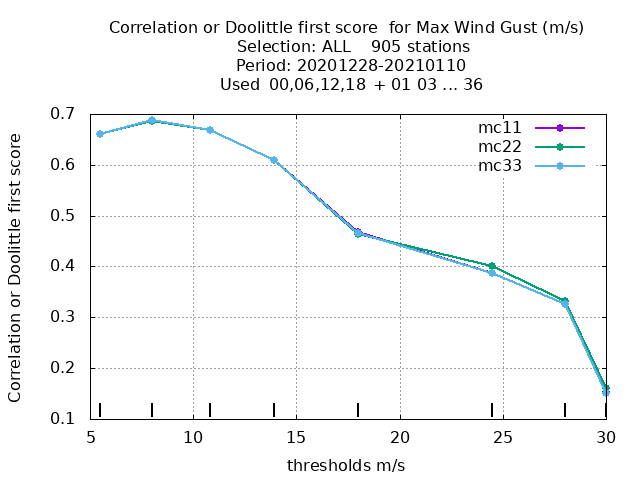 Correlation or Doolittle first score  for Max Wind Gust (m/s)
Selection: ALL    905 stations
Period: 20201228-20210110
Used  00,06,12,18  + 01 03 ... 36
Correlation or Doolittle first score
0.7
0.6
0.5
0.4
0.3
0.2
0.1
mc11
mc22
mc33
5 10 15 20 25 30
thresholds m/s